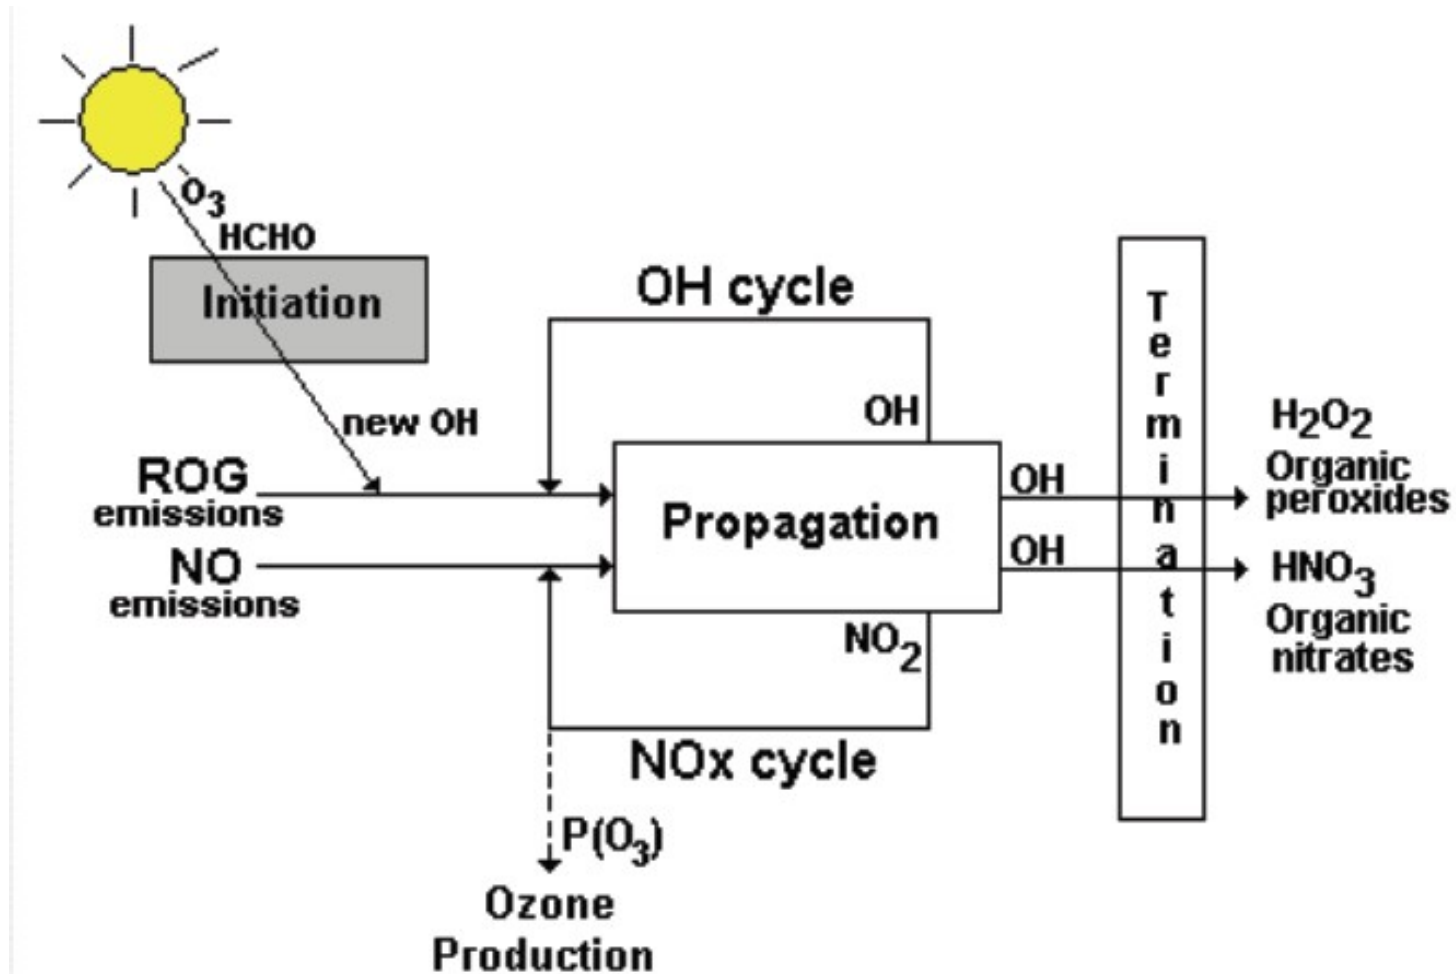 O3
HCHO
Initiation
new OH
OH cycle
OH
ROG
emissions
NO
emissions
Propagation
OH
OH
NO2
NOx cycle
P(O3)
Ozone
Production
Termination
H2O2
Organic
peroxides
HNO3
Organic
nitrates